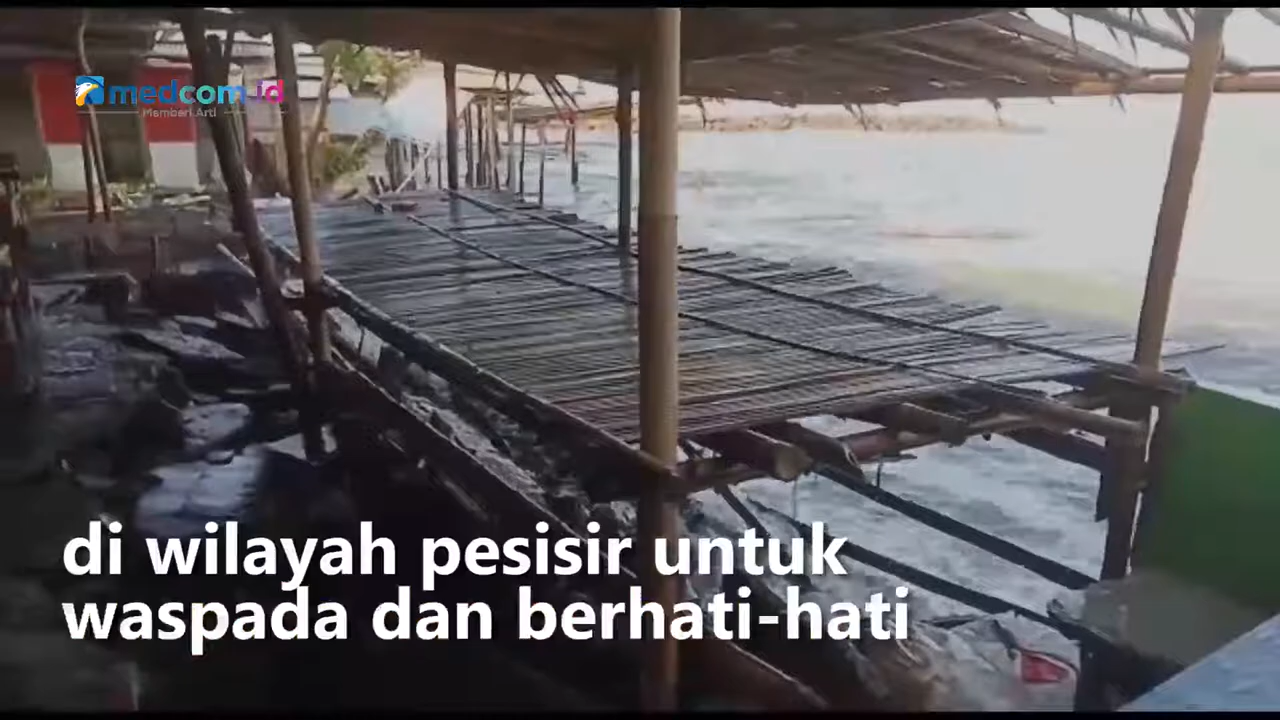 medcom.id
Memberi Arti
di wilayah pesisir untuk
waspada dan berhati-hati